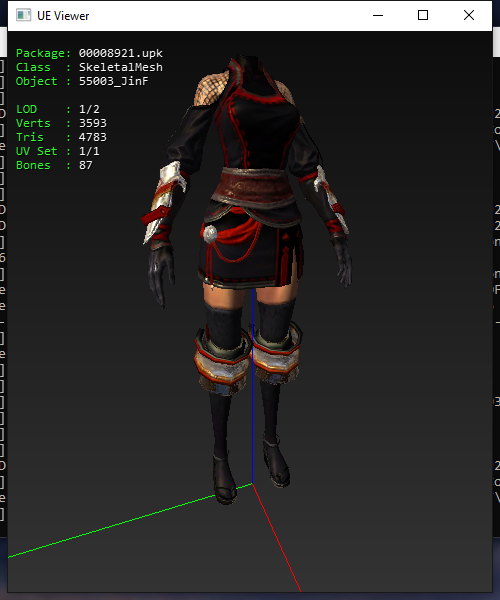 UE Viewer
Package: 00008921.upk
Class  : SkeletalMesh
Object : 55003_JinF
LOD    : 1/2
Verts  : 3593
Tris   : 4783
UV Set : 1/1
Bones  : 87